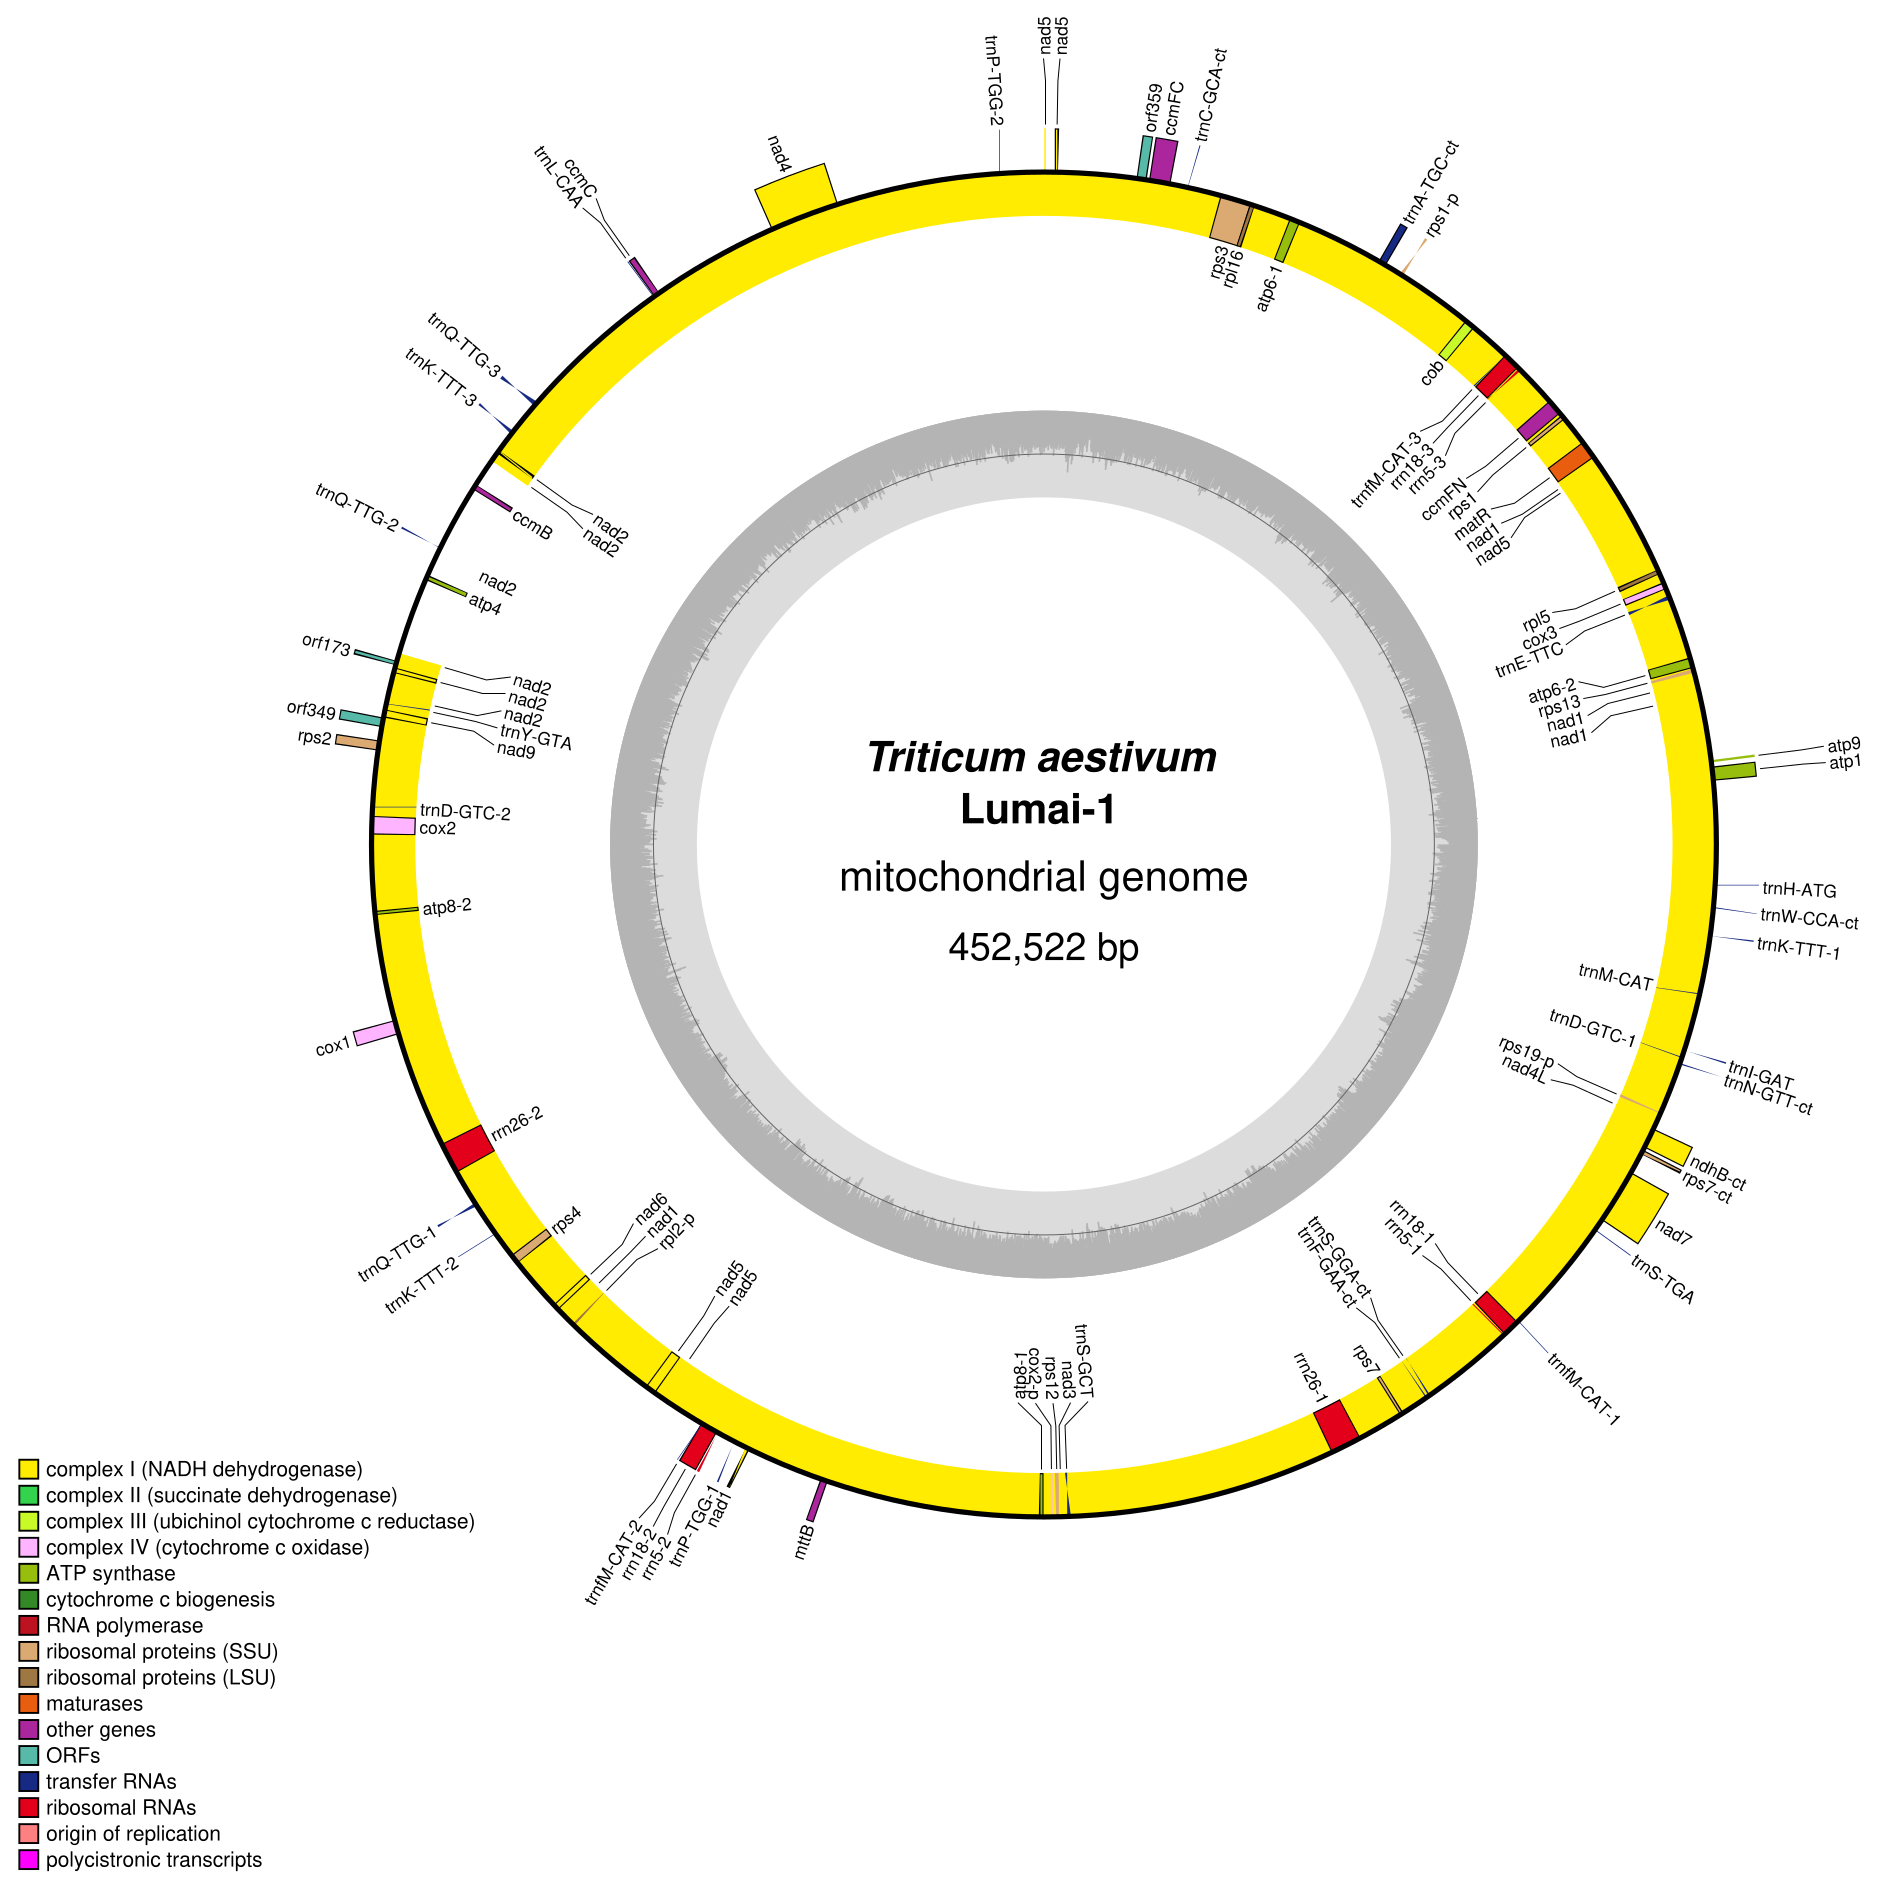 nad5
nad5
orf359
ccmFC
trnC-GCA-ct
trnA-TGC-ct
rps1-p
rps3
rpl16
atp6-1
cob
trnfM-CAT-3
rrn18-3
rrn5-3
ccmFN
rps1
matR
nad1
nad5
rpl5
cox3
trnE-TTC
atp6-2
rps13
nad1
nad1
atp9
atp1
trnH-ATG
trnW-CCA-ct
trnK-TTT-1
trnM-CAT
trnD-GTC-1
trnI-GAT
trnN-GTT-ct
rps19-p
nad4L
ndhB-ct
rps7-ct
nad7
trnS-TGA
rrn18-1
rrn5-1
trnfM-CAT-1
trnS-GGA-ct
trnF-GAA-ct
rps7
rrn26-1
trnS-GCT
nad3
rps12
cox2-p
atp8-1
mttB
nad1
trnP-TGG-1
rrn5-2
rrn18-2
trnfM-CAT-2
nad5
nad5
rpl2-p
nad1
nad6
rps4
trnK-TTT-2
trnQ-TTG-1
rrn26-2
cox1
atp8-2
cox2
trnD-GTC-2
rps2
orf349
nad9
trnY-GTA
nad2
nad2
nad2
orf173
atp4
nad2
trnQ-TTG-2
ccmB
nad2
nad2
trnK-TTT-3
trnQ-TTG-3
trnL-CAA
ccmC
nad4
trnP-TGG-2
Triticum aestivum
Lumai-1
mitochondrial genome
452,522 bp
complex I (NADH dehydrogenase)
complex II (succinate dehydrogenase)
complex III (ubichinol cytochrome c reductase)
complex IV (cytochrome c oxidase)
ATP synthase
cytochrome c biogenesis
RNA polymerase
ribosomal proteins (SSU)
ribosomal proteins (LSU)
maturases
other genes
ORFs
transfer RNAs
ribosomal RNAs
origin of replication
polycistronic transcripts